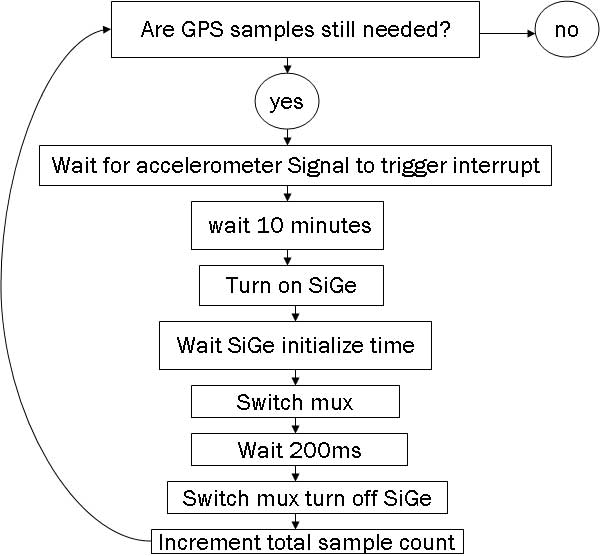 Are GPS samples still needed?
no
yes
Wait for accelerometer Signal to trigger interrupt
wait 10 minutes
Turn on SiGe
Wait SiGe initialize time
Switch mux
Wait 200ms
Switch mux turn off SiGe
Increment total sample count